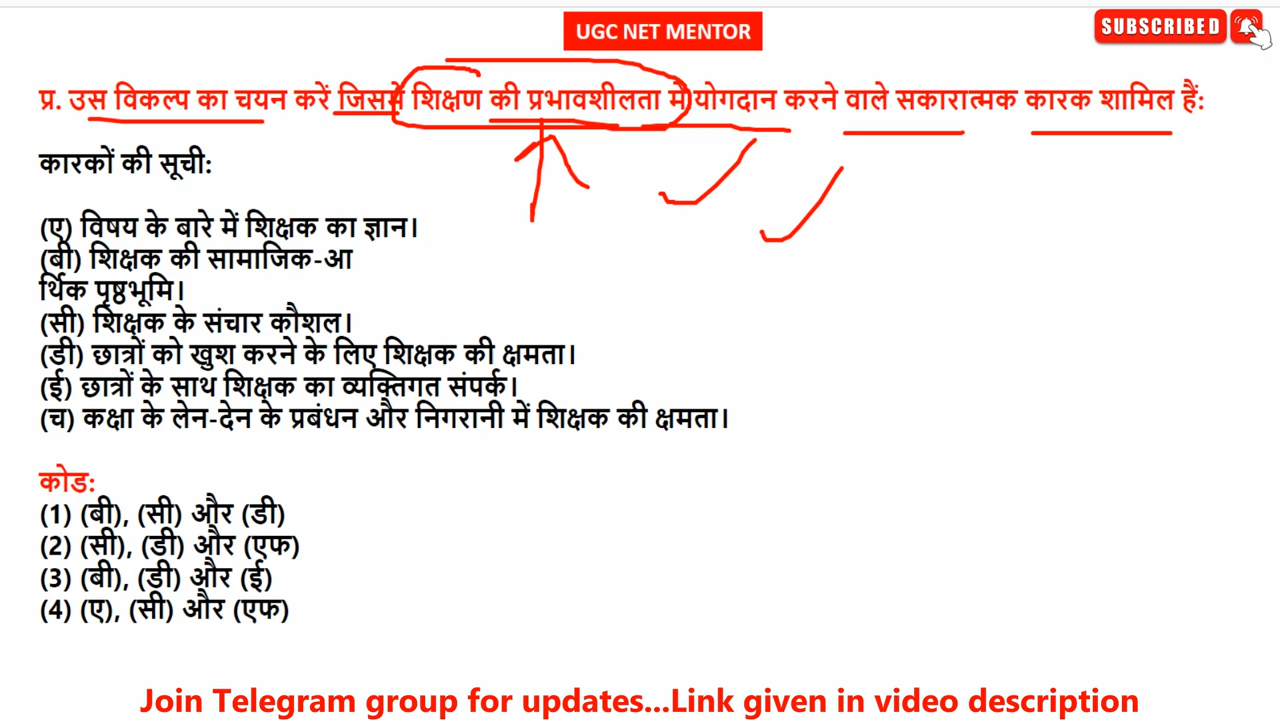 UGC NET MENTOR
SUBSCRIBED
प्र. उस विकल्प का चयन करें जिसमें शिक्षण की प्रभावशीलता में योगदान करने वाले सकारात्मक कारक शामिल हैं:
कारकों की सूची:
(ए) विषय के बारे में शिक्षक का ज्ञान।
(बी) शिक्षक की सामाजिक-आ
र्थिक पृष्ठभूमि।
(सी) शिक्षक के संचार कौशल।
(डी) छात्रों को खुश करने के लिए शिक्षक की क्षमता।
(ई) छात्रों के साथ शिक्षक का व्यक्तिगत संपर्क।
(च) कक्षा के लेन-देन के प्रबंधन और निगरानी में शिक्षक की क्षमता।
कोड:
(1) (बी), (सी) और (डी)
(2) (सी), (डी) और (एफ)
(3) (बी), (डी) और (ई)
(4) (ए), (सी) और (एफ)
Join Telegram group for updates...Link given in video description